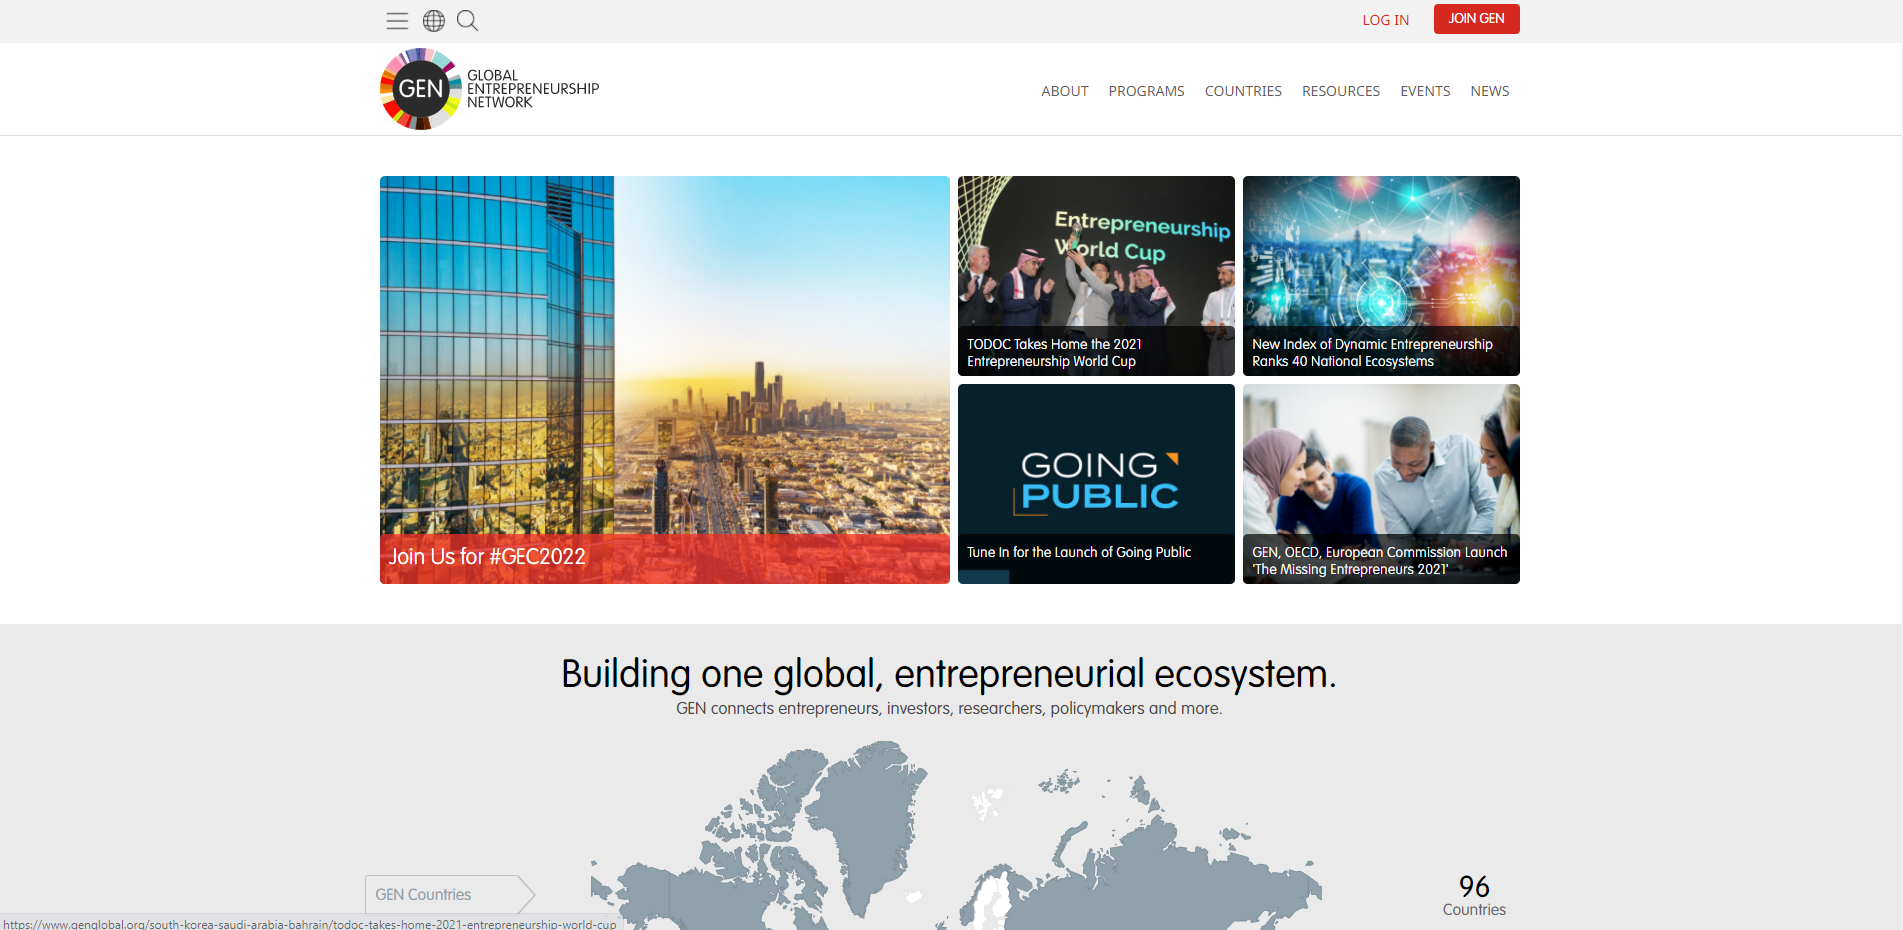 LOG IN
JOIN GEN
GEN
GLOBAL
ENTREPRENEURSHIP
NETWORK
ABOUT PROGRAMS COUNTRIES RESOURCES EVENTS NEWS
Join Us for #GEC2022
Entrepreneurship
World Cup
TODOC Takes Home the 2021
Entrepreneurship World Cup
New Index of Dynamic Entrepreneurship
Ranks 40 National Ecosystems
GOING
PUBLIC
Tune In for the Launch of Going Public
GEN, OECD, European Commission Launch
'The Missing Entrepreneurs 2021'
Building one global, entrepreneurial ecosystem.
GEN connects entrepreneurs, investors, researchers, policymakers and more.
GEN Countries
96
Countries
https://www.genglobal.org/south-korea-saudi-arabia-bahrain/todoc-takes-home-2021-entrepreneurship-world-cup